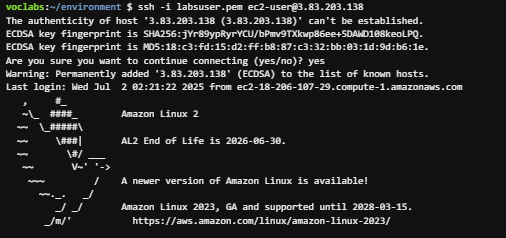 voclabs:~/environment $ ssh -i labsuser.pem ec2-user@3.83.203.138
The authenticity of host '3.83.203.138 (3.83.203.138)' can't be established.
ECDSA key fingerprint is SHA256:jYr89ypRyrYCU/bPmv9TXkwp86ee+5DAWD108keoLPQ.
ECDSA key fingerprint is MD5:18:c3:fd:15:d2:ff:b8:87:c3:32:bb:03:1d:9d:b6:1e.
Are you sure you want to continue connecting (yes/no)? yes
Warning: Permanently added '3.83.203.138' (ECDSA) to the list of known hosts.
Last login: Wed Jul  2 02:21:22 2025 from ec2-18-206-107-29.compute-1.amazonaws.com
   ,     #_
   ~\_  ####_        Amazon Linux 2
  ~~  \_#####\
  ~~     \###|       AL2 End of Life is 2026-06-30.
  ~~       \#/ ___
   ~~       V~' '->
    ~~~         /    A newer version of Amazon Linux is available!
      ~~._.   _/
         _/ _/       Amazon Linux 2023, GA and supported until 2028-03-15.
       _/m/'           https://aws.amazon.com/linux/amazon-linux-2023/